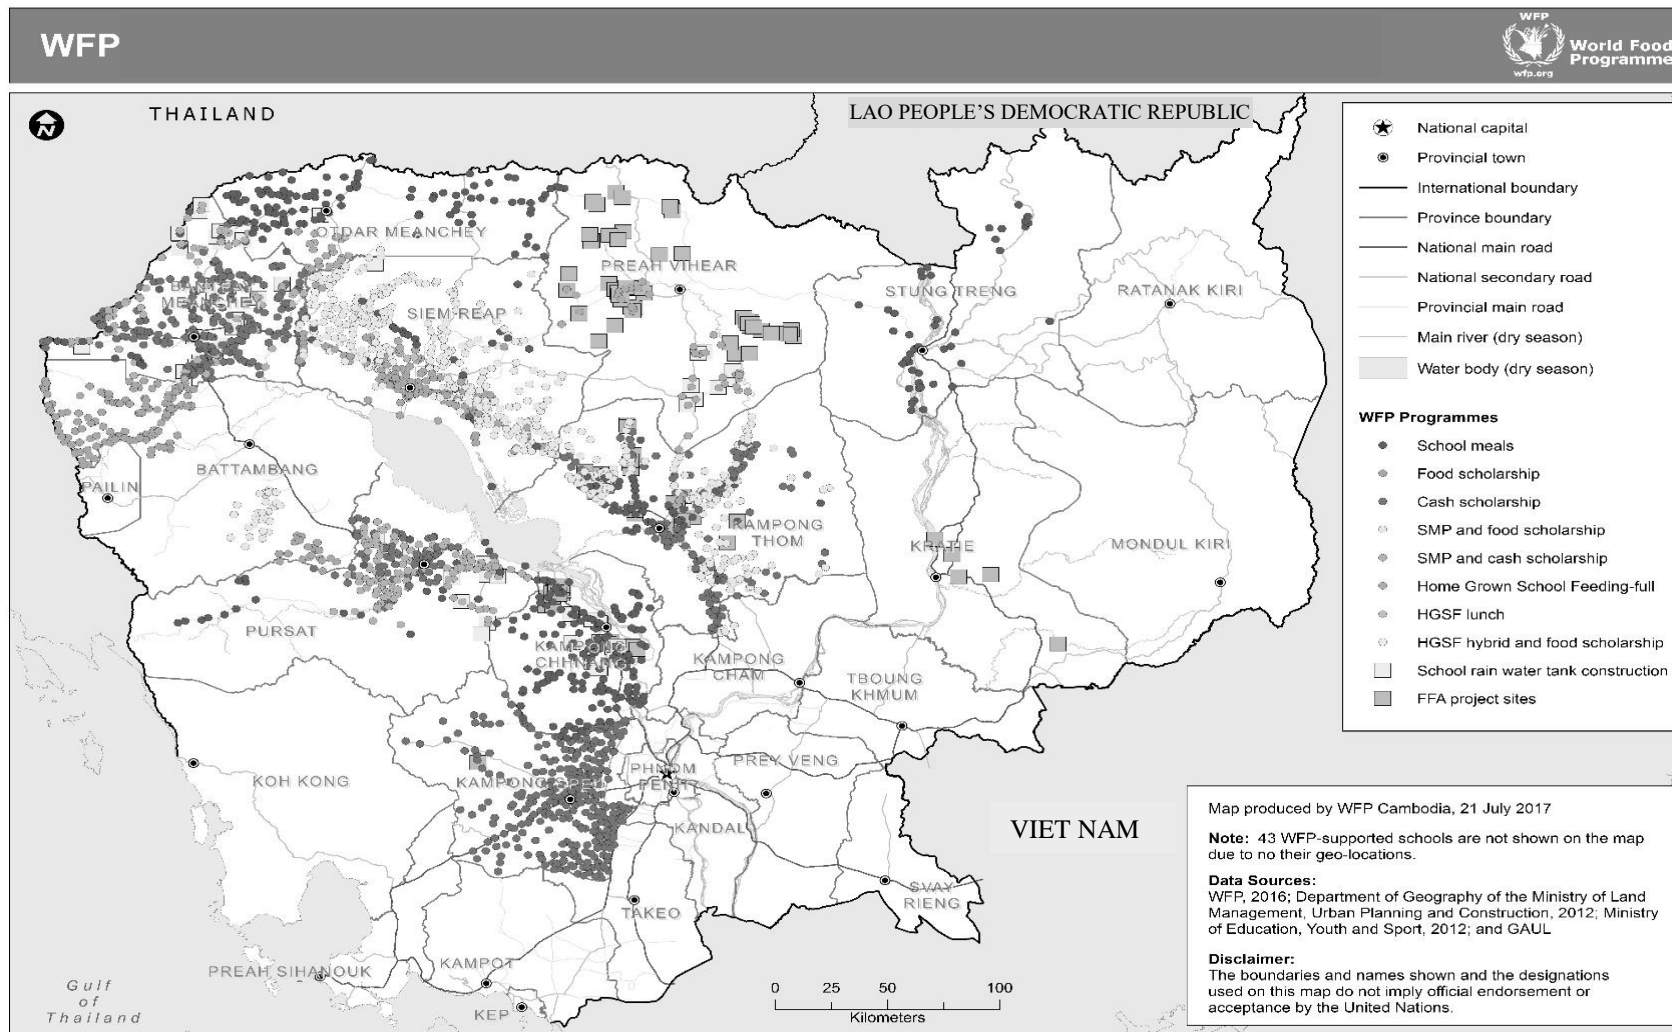 WFP
WFP
wfp.org
World Food
Programme
THAILAND
LAO PEOPLE'S DEMOCRATIC REPUBLIC
N
OTDAR MEANCHEY
PREAH VIHEAR
STUNG TRENG
RATANAK KIRI
BANTEAY
MEANCHEY
SIEM REAP
BATTAMBANG
PAILIN
KAMPONG
THOM
KRATIE
MONDUL KIRI
PURSAT
KAMPONG
CHHNANG
KAMPONG
CHAM
TBOUNG
KHMUM
KOH KONG
KAMPONG SPEU
PHNOM
PENH
PREY VENG
KANDAL
VIET NAM
SVAY
RIENG
TAKEO
PREAH SIHANOUK
KAMPOT
KEP
Gulf
of
Thailand
0 25 50 100
Kilometers
National capital
Provincial town
International boundary
Province boundary
National main road
National secondary road
Provincial main road
Main river (dry season)
Water body (dry season)
WFP Programmes
School meals
Food scholarship
Cash scholarship
SMP and food scholarship
SMP and cash scholarship
Home Grown School Feeding-full
HGSF lunch
HGSF hybrid and food scholarship
School rain water tank construction
FFA project sites
Map produced by WFP Cambodia, 21 July 2017
Note: 43 WFP-supported schools are not shown on the map
due to no their geo-locations.
Data Sources:
WFP, 2016; Department of Geography of the Ministry of Land
Management, Urban Planning and Construction, 2012; Ministry
of Education, Youth and Sport, 2012; and GAUL
Disclaimer:
The boundaries and names shown and the designations
used on this map do not imply official endorsement or
acceptance by the United Nations.